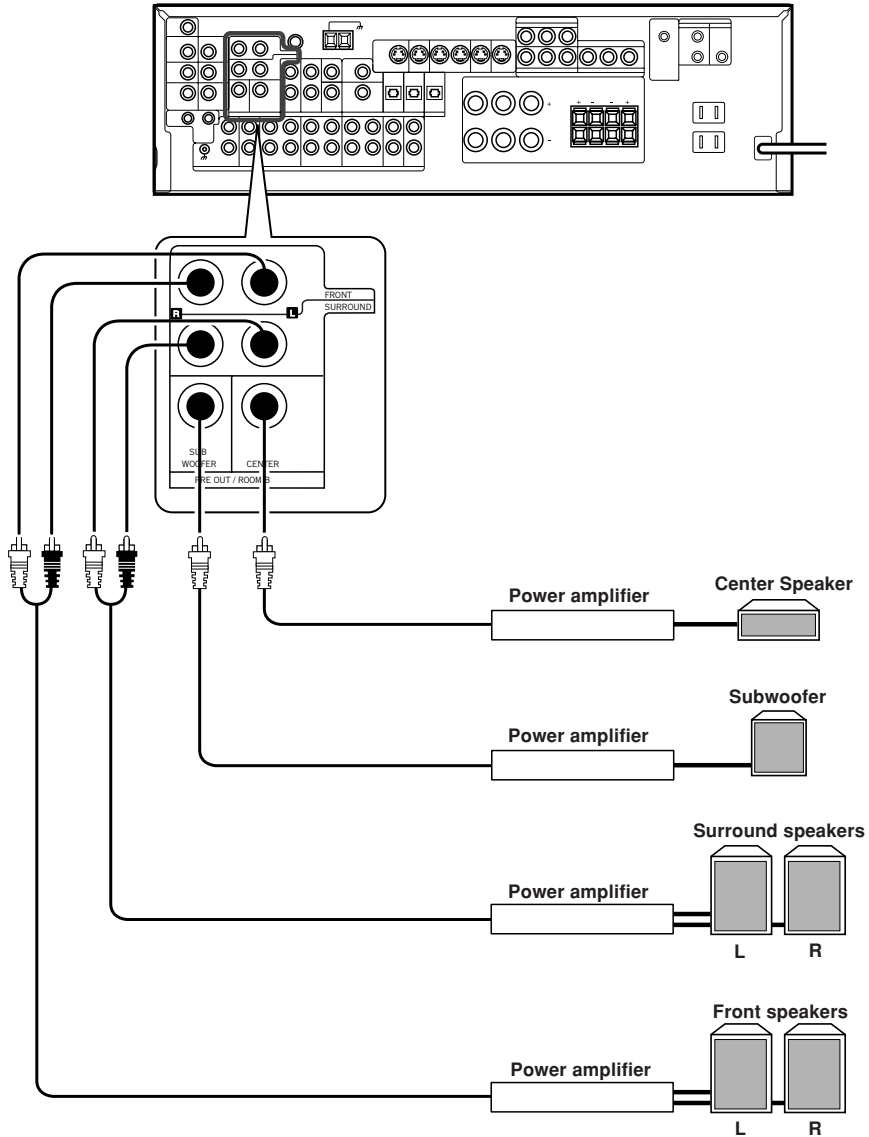 + - - +
+
-
FRONT
SURROUND
R L
SUB
WOOFER CENTER
PRE OUT / ROOM B
Center Speaker
Power amplifier
Subwoofer
Power amplifier
Surround speakers
Power amplifier
L R
Front speakers
Power amplifier
L R